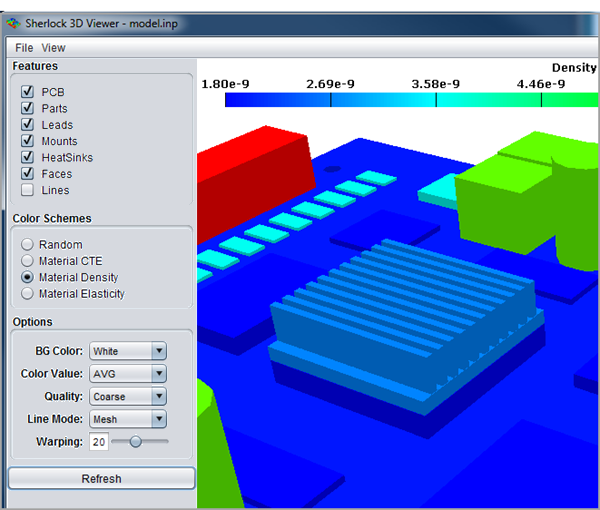 Sherlock 3D Viewer - model.inp
File View
Features
PCB
Parts
Leads
Mounts
HeatSinks
Faces
Lines
Color Schemes
Random
Material CTE
Material Density
Material Elasticity
Options
BG Color: White
Color Value: AVG
Quality: Coarse
Line Mode: Mesh
Warping: 20
Refresh
Density
1.80e-9 2.69e-9 3.58e-9 4.46e-9